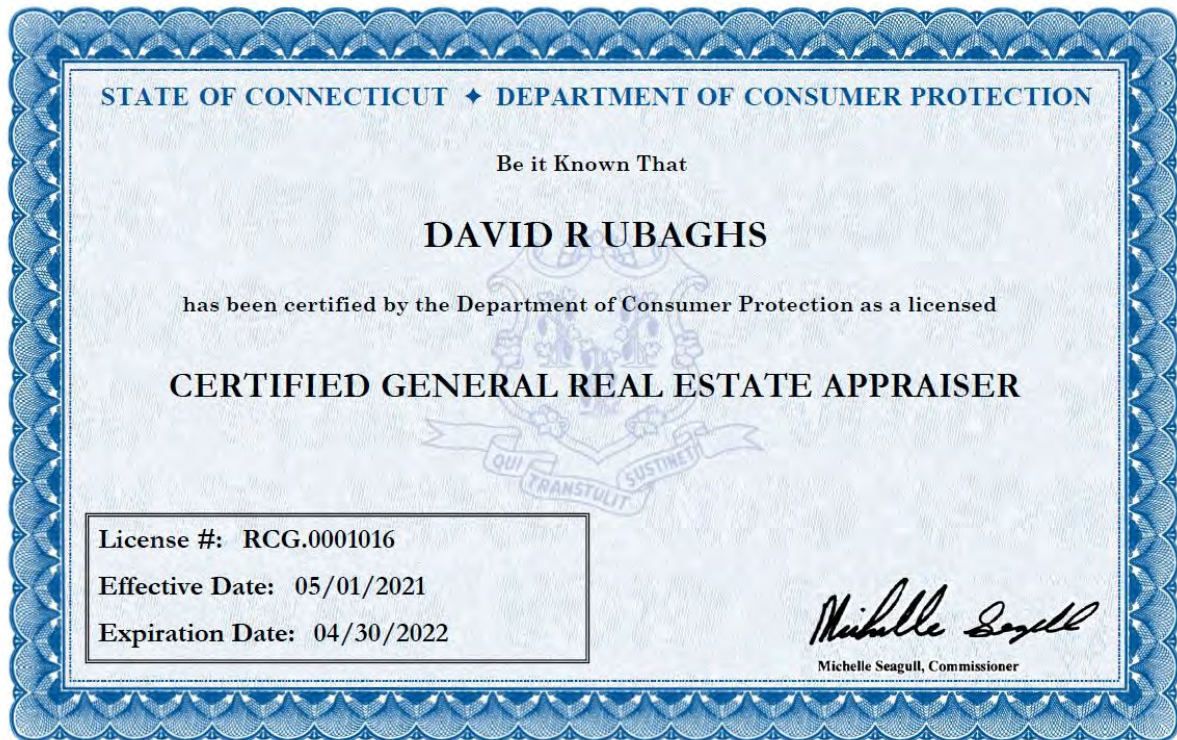 STATE OF CONNECTICUT ✦ DEPARTMENT OF CONSUMER PROTECTION
Be it Known That
DAVID R UBAGHS
has been certified by the Department of Consumer Protection as a licensed
CERTIFIED GENERAL REAL ESTATE APPRAISER
QUI TRANSTULIT SUSTINET
License #: RCG.0001016
Effective Date: 05/01/2021
Expiration Date: 04/30/2022
Michelle Seagull
Michelle Seagull, Commissioner